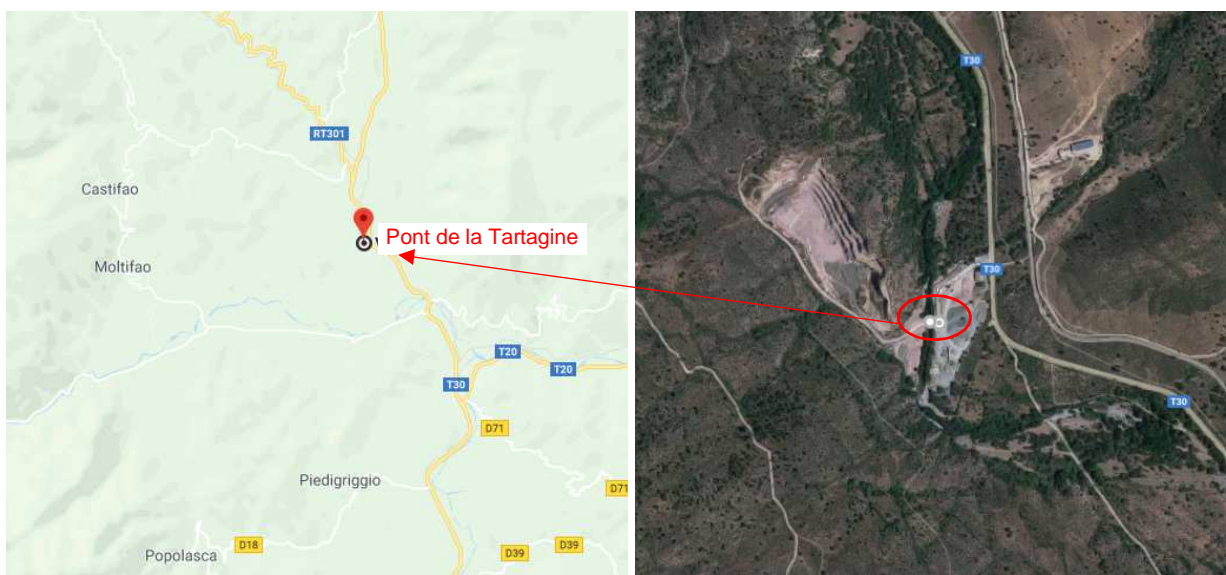 RT301
Castifao
Pont de la Tartagine
Moltifao
T20
T20
T30
D71
Piedigriggio
D71
D18
D39
D39
Popolasca
T30
T30
T30